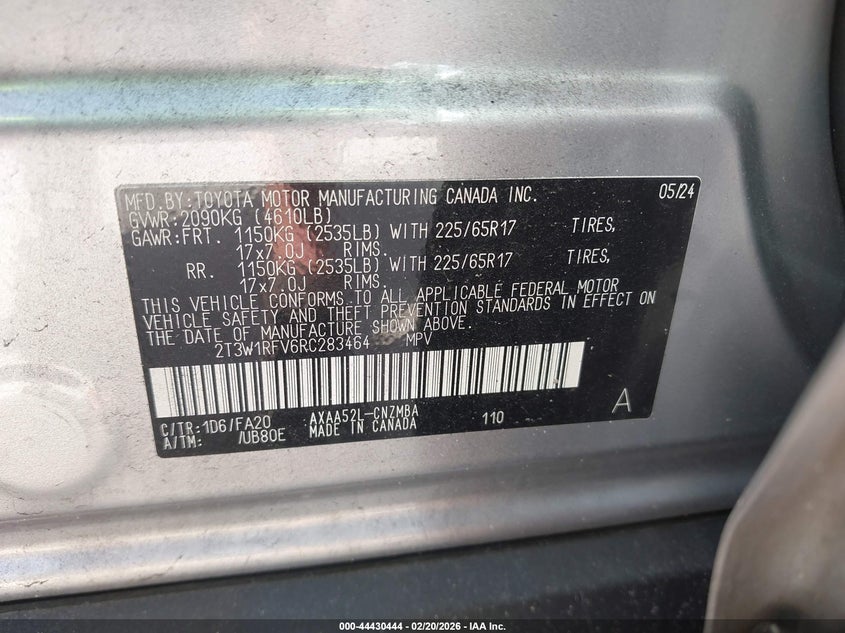 MFD.BY:TOYOTA MOTOR MANUFACTURING CANADA INC. 05/24
GVWR:2090KG (4610LB)
GAWR:FRT. 1150KG (2535LB) WITH 225/65R17 TIRES,
17x7.0J RIMS.
RR. 1150KG (2535LB) WITH 225/65R17 TIRES,
17x7.0J RIMS.
THIS VEHICLE CONFORMS TO ALL APPLICABLE FEDERAL MOTOR
VEHICLE SAFETY AND THEFT PREVENTION STANDARDS IN EFFECT ON
THE DATE OF MANUFACTURE SHOWN ABOVE.
2T3W1RFV6RC283464 MPV
C/TR:1D6/FA20 AXAA52L-CNZMBA 110 A
A/TM: /UB80E MADE IN CANADA
000-44430444 - 02/20/2026 - IAA Inc.